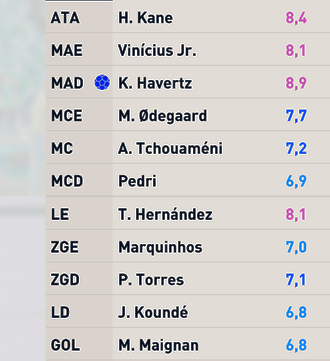 ATA H. Kane 8,4
MAE Vinícius Jr. 8,1
MAD K. Havertz 8,9
MCE M. Ødegaard 7,7
MC A. Tchouaméni 7,2
MCD Pedri 6,9
LE T. Hernández 8,1
ZGE Marquinhos 7,0
ZGD P. Torres 7,1
LD J. Koundé 6,8
GOL M. Maignan 6,8